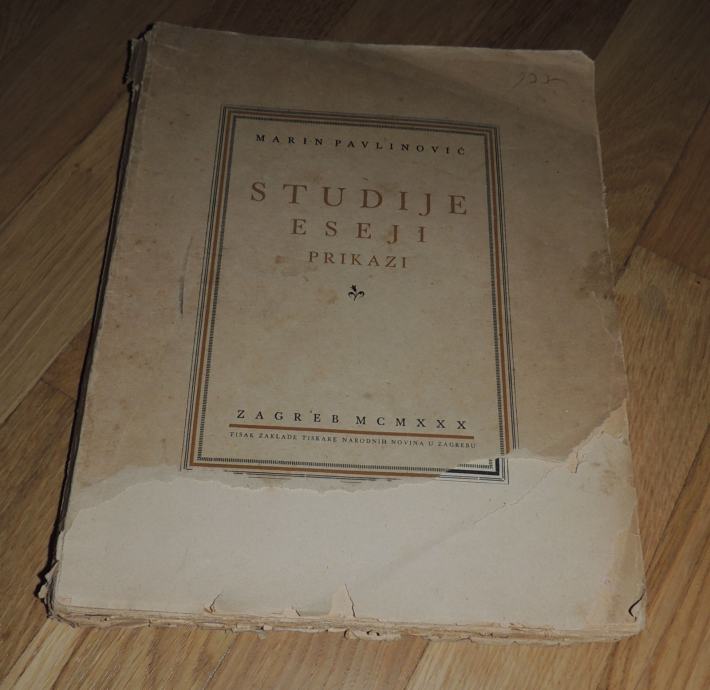 MARIN PAVLINOVIĆ
STUDIJE
ESEJI
PRIKAZI
ZAGREB MCMXXX
TISAK ZAKLADE TISKARE NARODNIH NOVINA U ZAGREBU